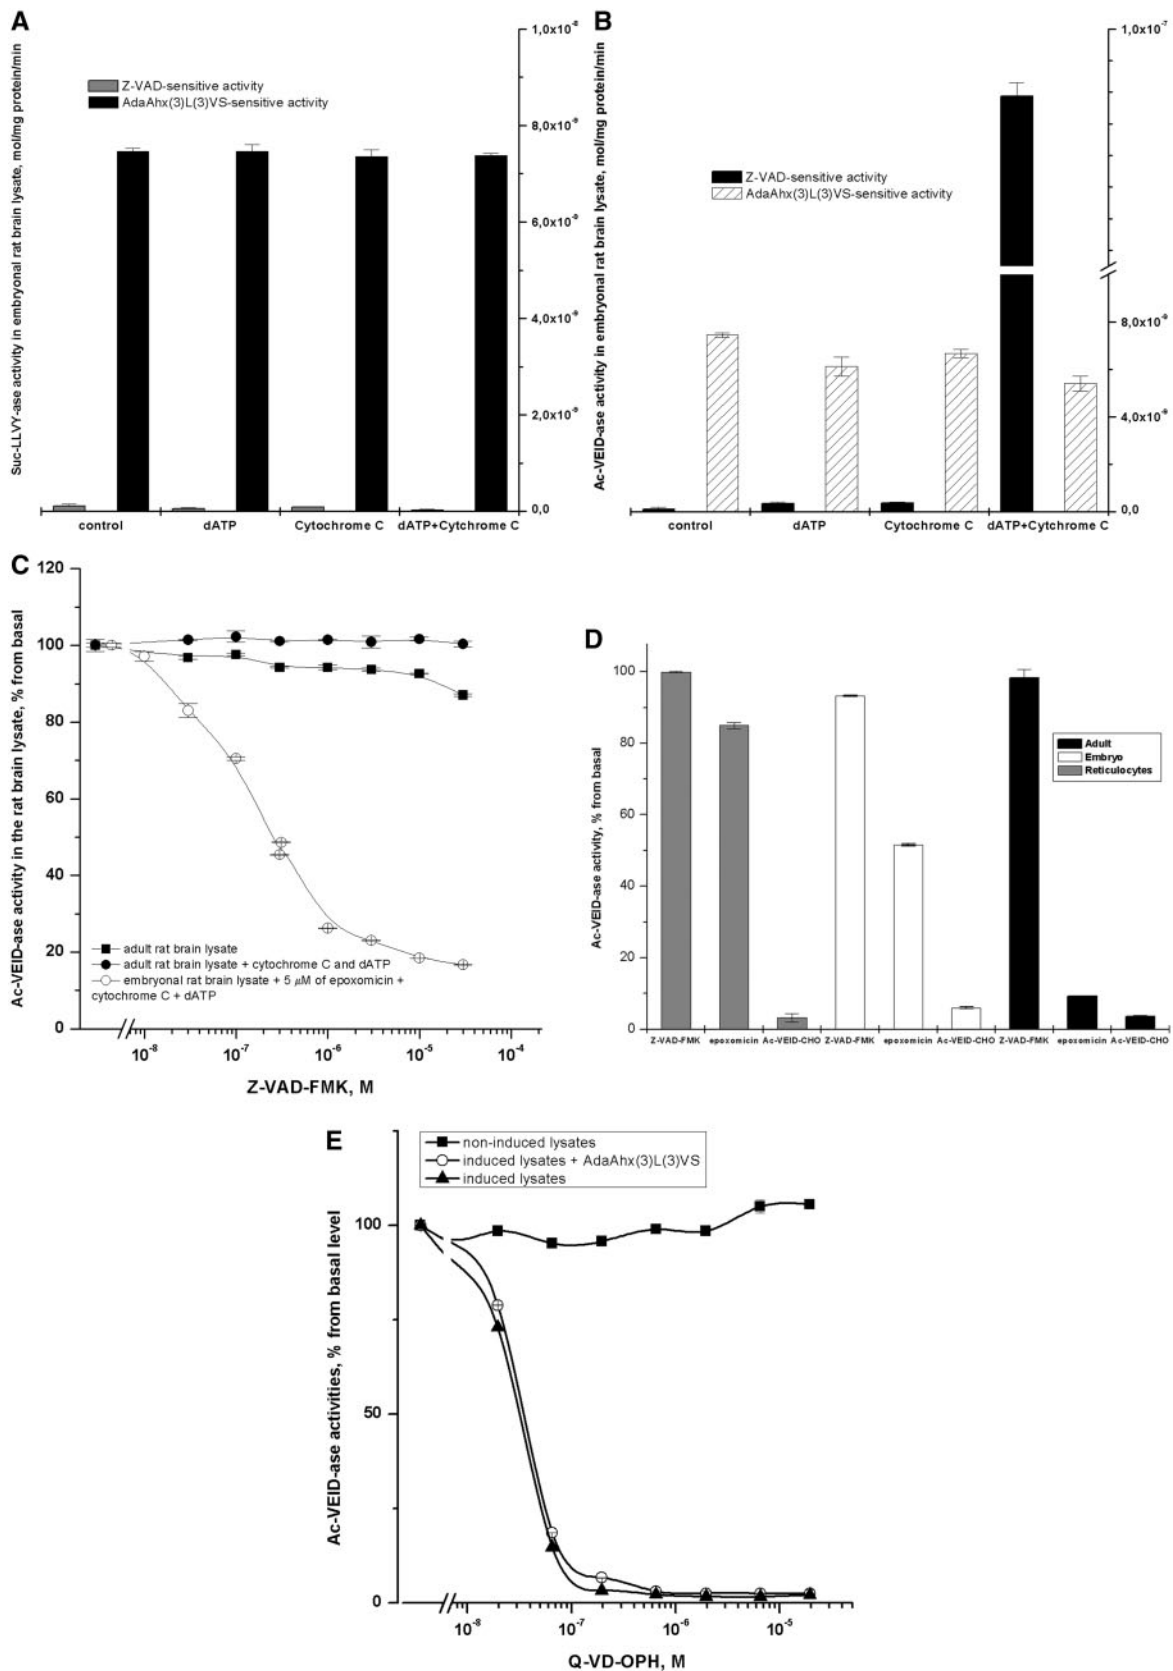 A
Suc-LLVY-ase activity in embryonal rat brain lysate, mol/mg protein/min
Z-VAD-sensitive activity
AdaAhx(3)L(3)VS-sensitive activity
1,0x10⁻⁸
8,0x10⁻⁹
6,0x10⁻⁹
4,0x10⁻⁹
2,0x10⁻⁹
0,0
control dATP Cytochrome C dATP+Cytchrome C
B
Ac-VEID-ase activity in embryonal rat brain lysate, mol/mg protein/min
Z-VAD-sensitive activity
AdaAhx(3)L(3)VS-sensitive activity
1,0x10⁻⁷
8,0x10⁻⁹
4,0x10⁻⁹
0,0
control dATP Cytochrome C dATP+Cytchrome C
C
Ac-VEID-ase activity in the rat brain lysate, % from basal
120
100
80
60
40
20
0
adult rat brain lysate
adult rat brain lysate + cytochrome C and dATP
embryonal rat brain lysate + 5 µM of epoxomicin +
cytochrome C + dATP
10⁻⁸ 10⁻⁷ 10⁻⁶ 10⁻⁵ 10⁻⁴
Z-VAD-FMK, M
D
Ac-VEID-ase activity, % from basal
100
80
60
40
20
0
Adult
Embryo
Reticulocytes
Z-VAD-FMK epoxomicin Ac-VEID-CHO Z-VAD-FMK epoxomicin Ac-VEID-CHO Z-VAD-FMK epoxomicin Ac-VEID-CHO
E
Ac-VEID-ase activities, % from basal level
non-induced lysates
induced lysates + AdaAhx(3)L(3)VS
induced lysates
100
50
0
10⁻⁸ 10⁻⁷ 10⁻⁶ 10⁻⁵
Q-VD-OPH, M